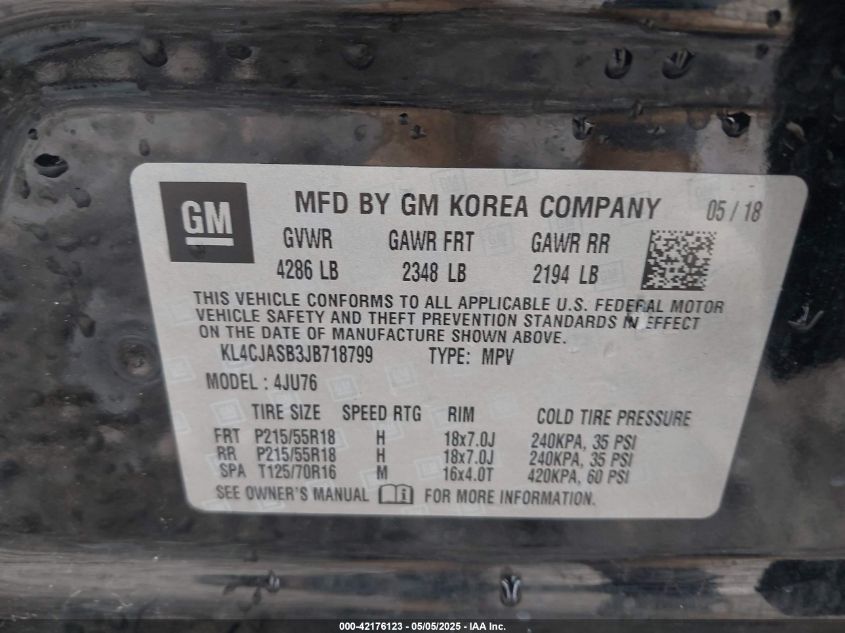 GM
MFD BY GM KOREA COMPANY 05 / 18
GVWR GAWR FRT GAWR RR
4286 LB 2348 LB 2194 LB
THIS VEHICLE CONFORMS TO ALL APPLICABLE U.S. FEDERAL MOTOR
VEHICLE SAFETY AND THEFT PREVENTION STANDARDS IN EFFECT
ON THE DATE OF MANUFACTURE SHOWN ABOVE.
KL4CJASB3JB718799 TYPE: MPV
MODEL : 4JU76
TIRE SIZE SPEED RTG RIM COLD TIRE PRESSURE
FRT P215/55R18 H 18x7.0J 240KPA, 35 PSI
RR P215/55R18 H 18x7.0J 240KPA, 35 PSI
SPA T125/70R16 M 16x4.0T 420KPA, 60 PSI
SEE OWNER'S MANUAL FOR MORE INFORMATION.
000-42176123 - 05/05/2025 - IAA Inc.